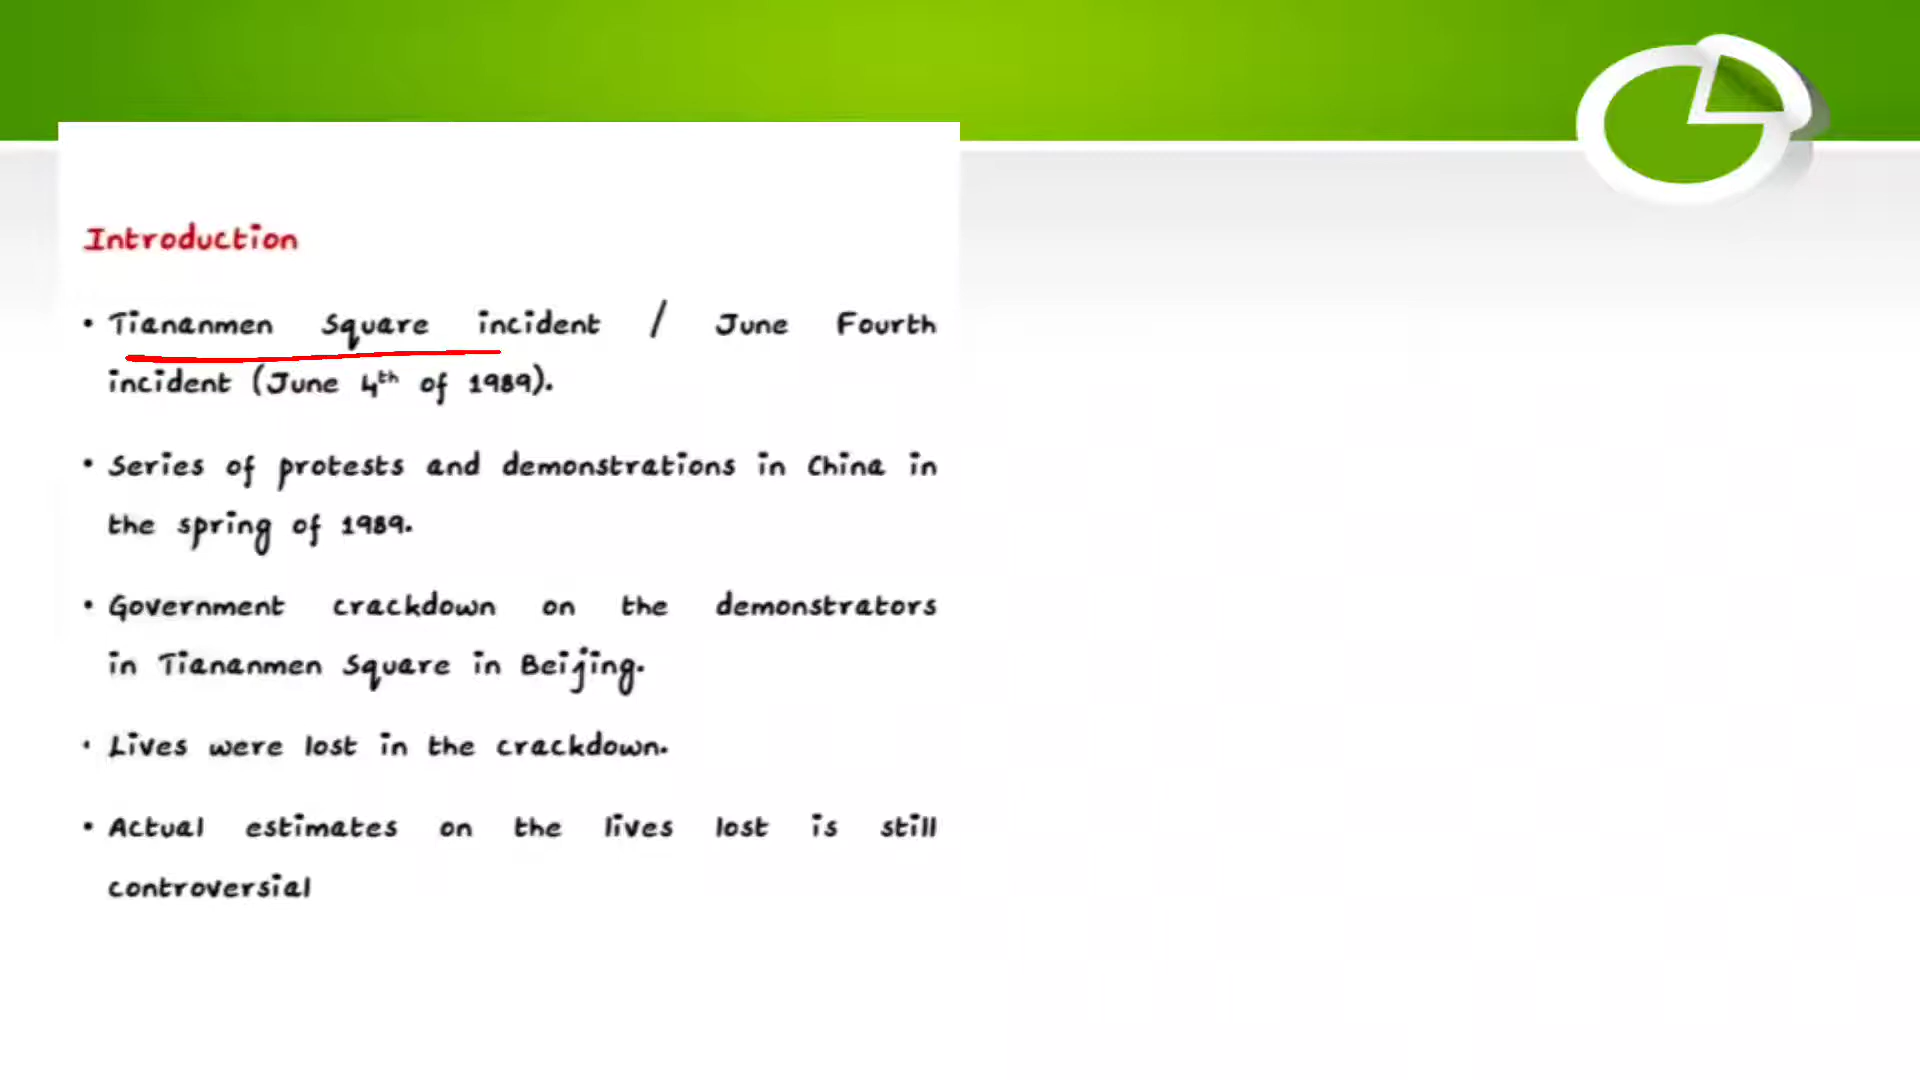 Introduction
• Tiananmen Square incident / June Fourth
incident (June 4th of 1989).
• Series of protests and demonstrations in China in
the spring of 1989.
• Government crackdown on the demonstrators
in Tiananmen Square in Beijing.
• Lives were lost in the crackdown.
• Actual estimates on the lives lost is still
controversial